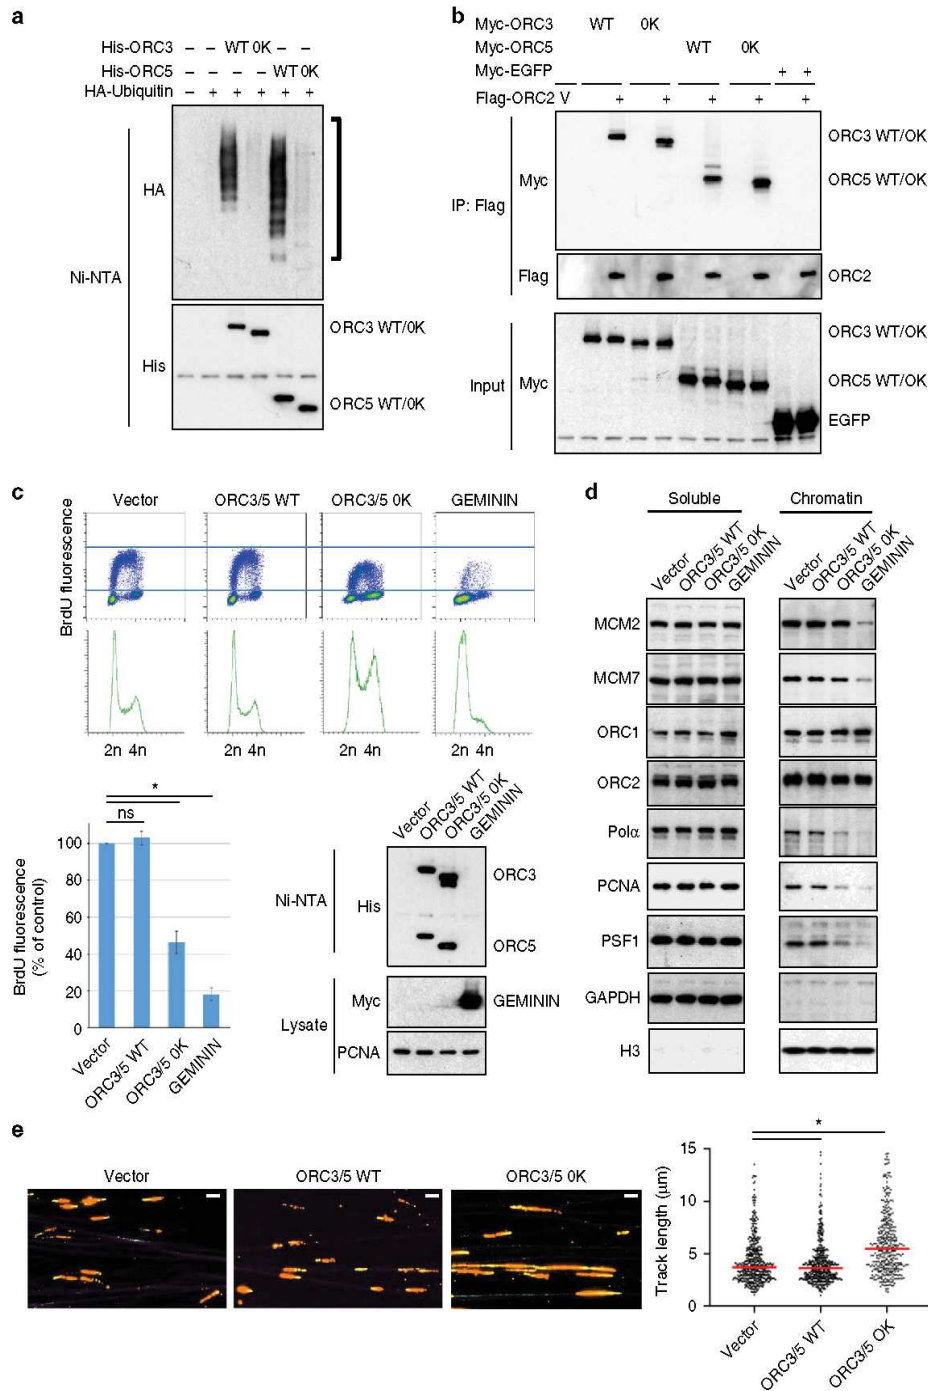 a
His-ORC3 – – WT 0K – –
His-ORC5 – – – – WT 0K
HA-Ubiquitin – + + + + +
Ni-NTA
HA
His
ORC3 WT/0K
ORC5 WT/0K
b
Myc-ORC3 WT 0K
Myc-ORC5 WT 0K
Myc-EGFP + +
Flag-ORC2 V + + + + +
IP: Flag
Myc
ORC3 WT/OK
ORC5 WT/OK
Flag
ORC2
Input
Myc
ORC3 WT/OK
ORC5 WT/OK
EGFP
c
Vector ORC3/5 WT ORC3/5 0K GEMININ
BrdU fluorescence
2n 4n 2n 4n 2n 4n 2n 4n
*
ns
BrdU fluorescence
(% of control)
100
80
60
40
20
0
Vector
ORC3/5 WT
ORC3/5 0K
GEMININ
Vector
ORC3/5 WT
ORC3/5 0K
GEMININ
Ni-NTA
His
ORC3
ORC5
Lysate
Myc
GEMININ
PCNA
d
Soluble Chromatin
Vector
ORC3/5 WT
ORC3/5 0K
GEMININ
Vector
ORC3/5 WT
ORC3/5 0K
GEMININ
MCM2
MCM7
ORC1
ORC2
Polα
PCNA
PSF1
GAPDH
H3
e
Vector ORC3/5 WT ORC3/5 0K
*
Track length (μm)
15
10
5
0
Vector
ORC3/5 WT
ORC3/5 OK